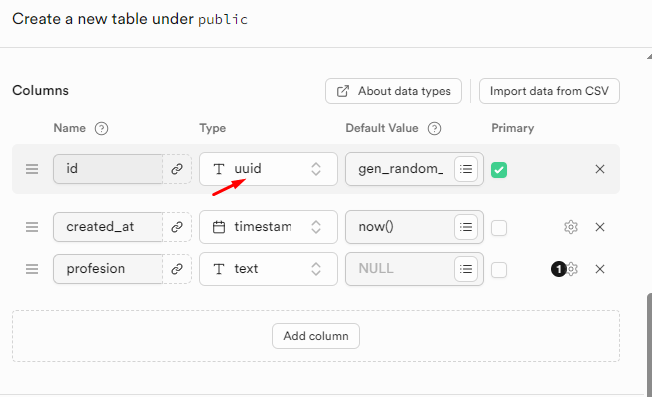 Create a new table under public
Columns
About data types
Import data from CSV
Name
Type
Default Value
Primary
id
uuid
gen_random_
created_at
timestam
now()
profesion
text
NULL
1
Add column